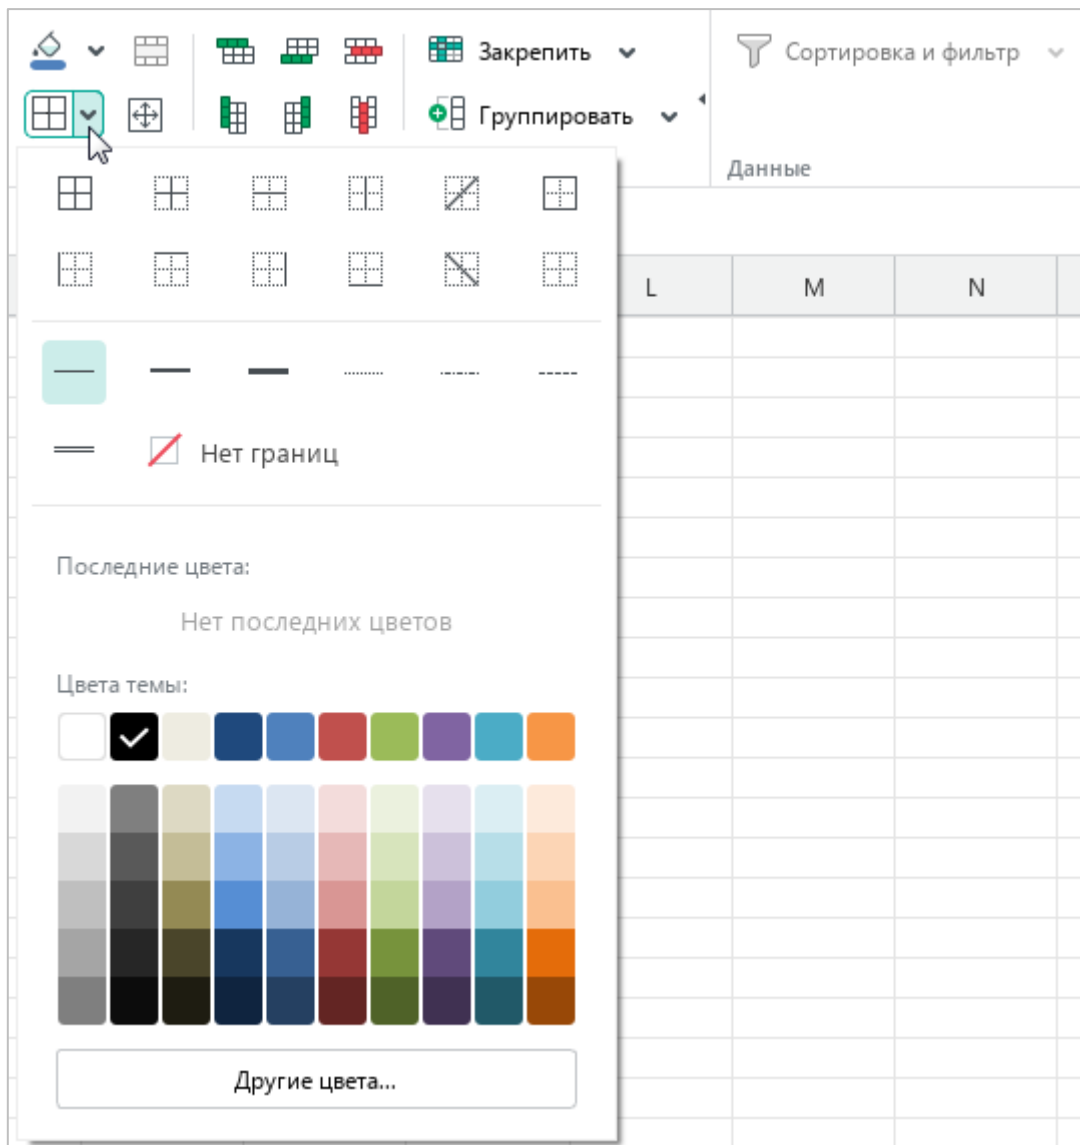 Закрепить
Сортировка и фильтр
Группировать
Данные
L M N
Нет границ
Последние цвета:
Нет последних цветов
Цвета темы:
Другие цвета...